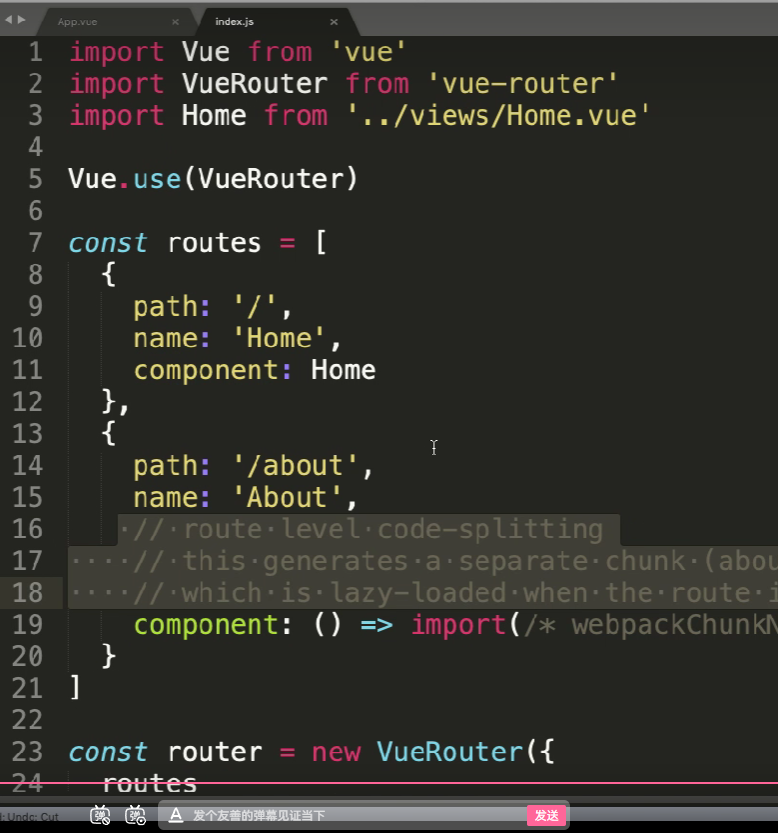 App.vue
index.js
1 import Vue from 'vue'
2 import VueRouter from 'vue-router'
3 import Home from '../views/Home.vue'
4
5 Vue.use(VueRouter)
6
7 const routes = [
8 {
9 path: '/',
10 name: 'Home',
11 component: Home
12 },
13 {
14 path: '/about',
15 name: 'About',
16 // route level code-splitting
17 // this generates a separate chunk (abou
18 // which is lazy-loaded when the route i
19 component: () => import(/* webpackChunkN
20 }
21 ]
22
23 const router = new VueRouter({
24 routes
d: Undo: Cut
弹 弹 A 发个友善的弹幕见证当下 发送